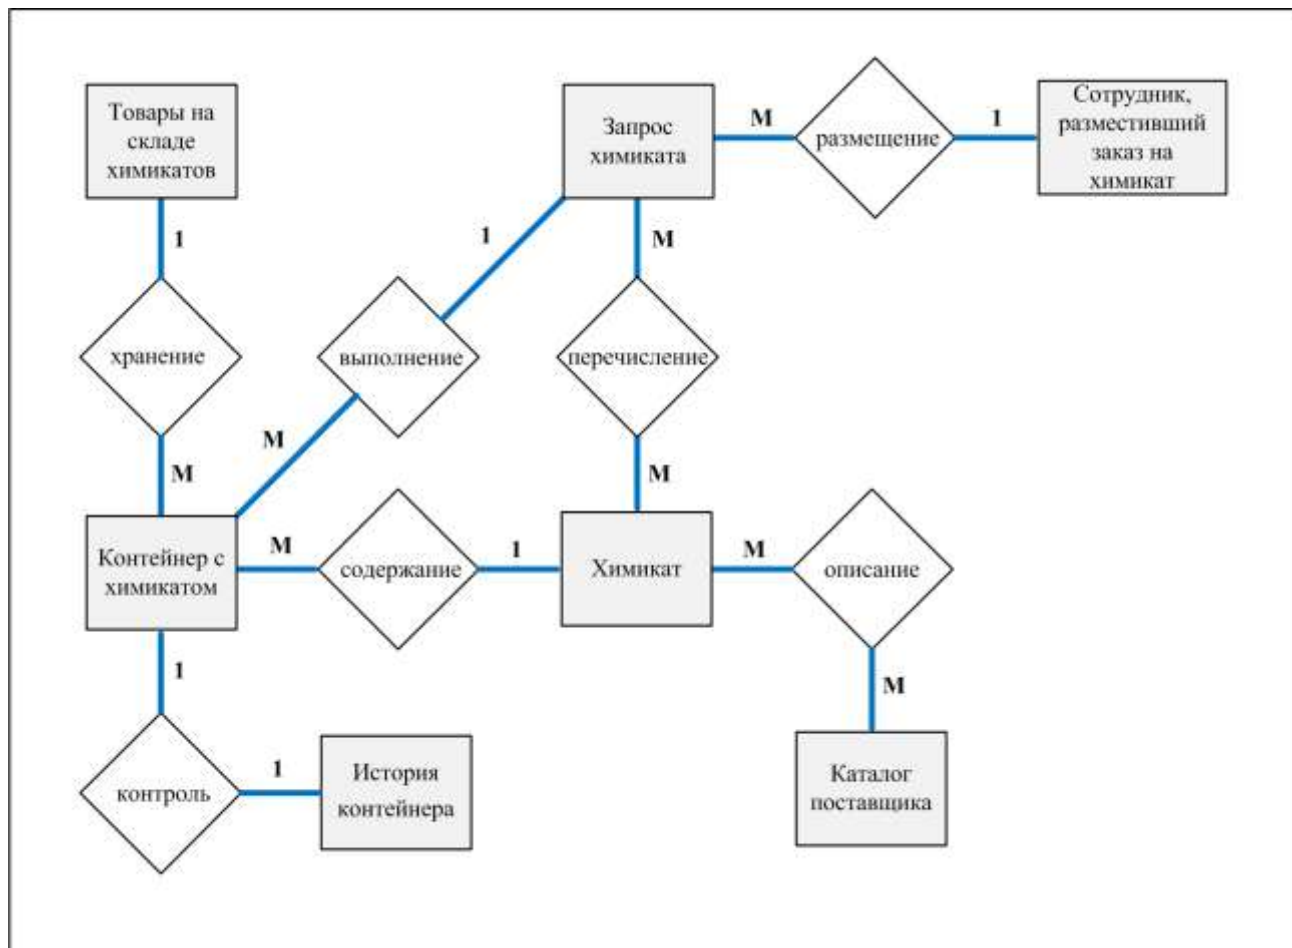 Товары на
складе
химикатов
Запрос
химиката
М
размещение
1
Сотрудник,
разместивший
заказ на
химикат
1
1
М
хранение
выполнение
перечисление
М
М
М
Контейнер с
химикатом
М
содержание
1
Химикат
М
описание
1
М
контроль
1
История
контейнера
Каталог
поставщика